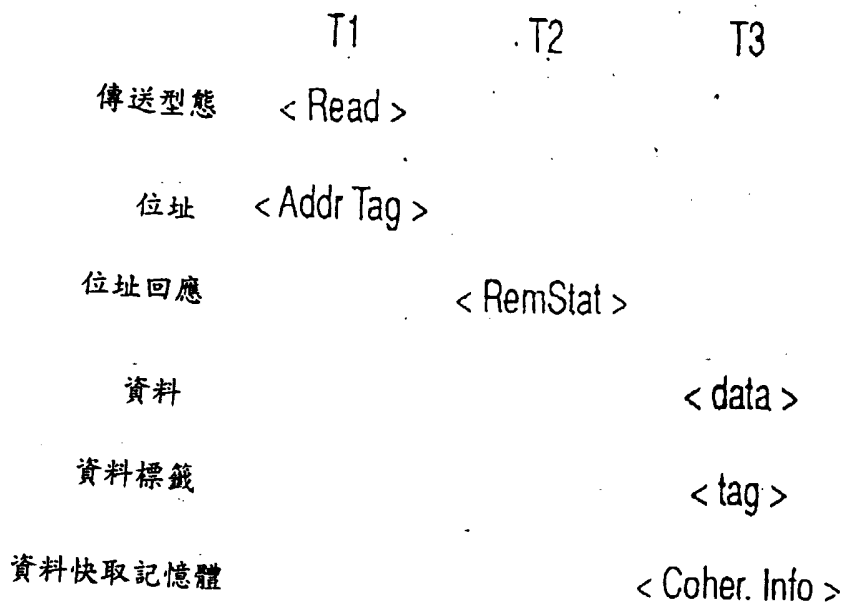 T1 T2 T3
傳送型態 < Read >
位址 < Addr Tag >
位址回應 < RemStat >
資料 < data >
資料標籤 < tag >
資料快取記憶體 < Coher. Info >